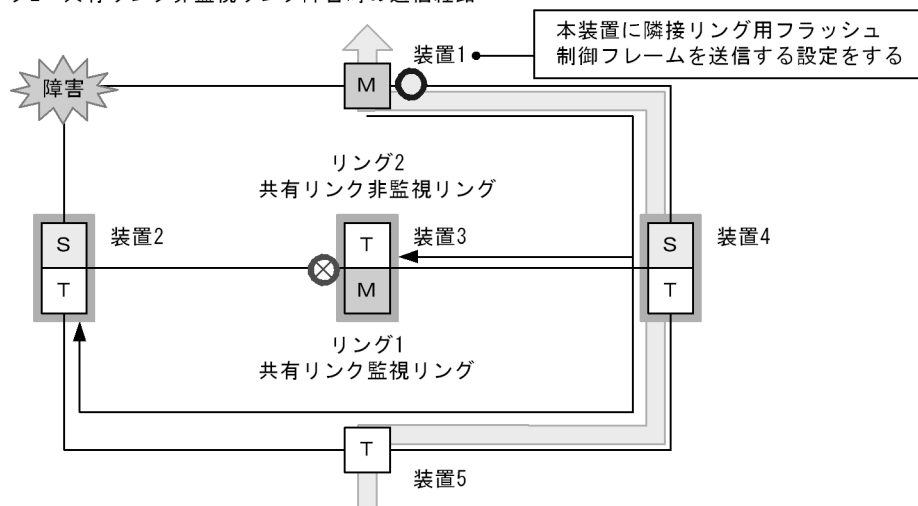 装置1
本装置に隣接リング用フラッシュ
制御フレームを送信する設定をする
障害
M
リング2
共有リンク非監視リング
S
T
装置2
T
M
装置3
S
T
装置4
リング1
共有リンク監視リング
T
装置5